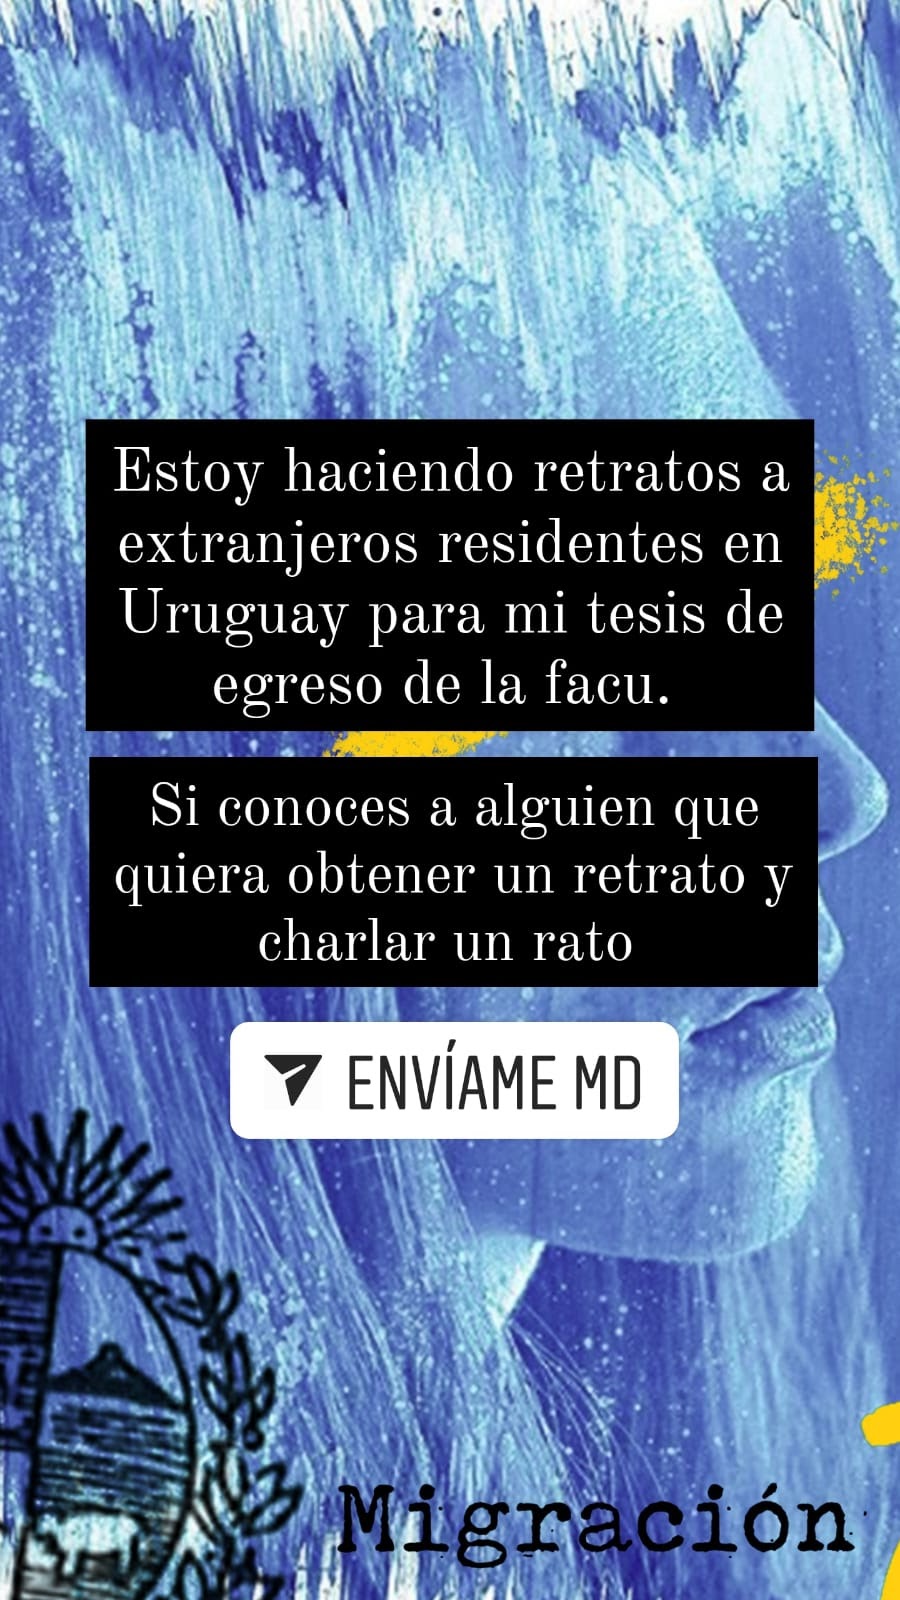 Estoy haciendo retratos a
extranjeros residentes en
Uruguay para mi tesis de
egreso de la facu.
Si conoces a alguien que
quiera obtener un retrato y
charlar un rato
ENVÍAME MD
Migración